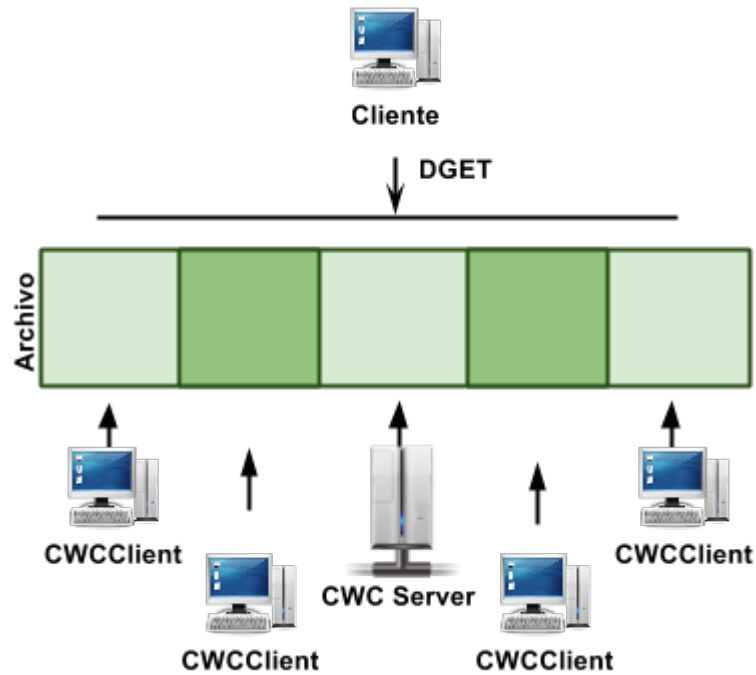 Cliente
DGET
Archivo
CWCClient
CWCClient
CWC Server
CWCClient
CWCClient